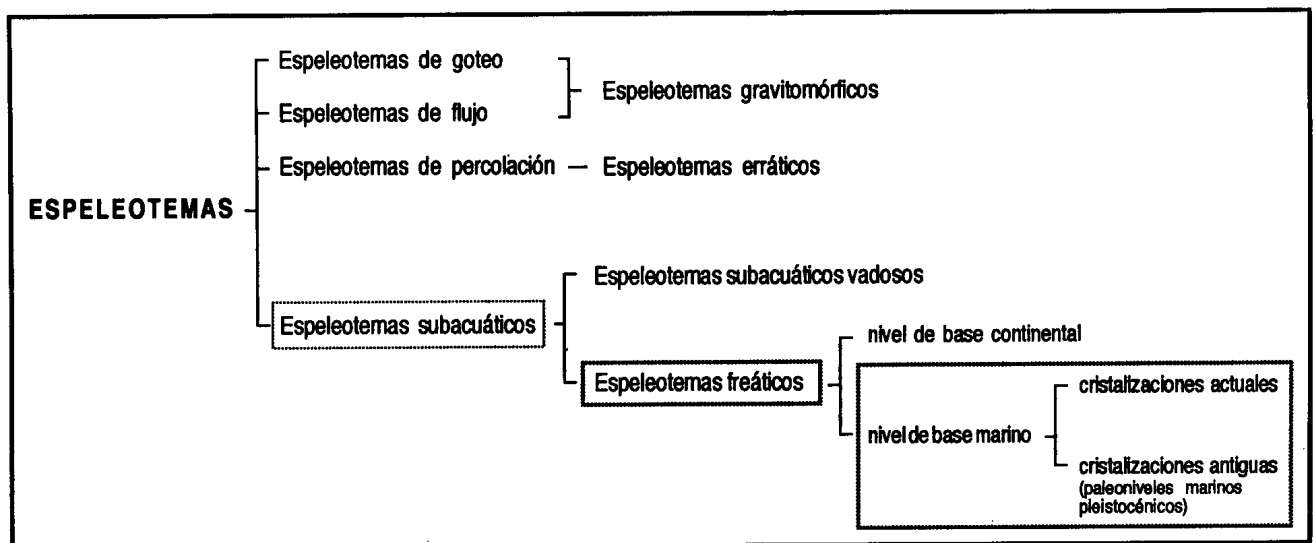 Espeleotemas de goteo
Espeleotemas gravitomórficos
Espeleotemas de flujo
Espeleotemas de percolación — Espeleotemas erráticos
ESPELEOTEMAS
Espeleotemas subacuáticos vadosos
Espeleotemas subacuáticos
nivel de base continental
Espeleotemas freáticos
cristalizaciones actuales
nivel de base marino
cristalizaciones antiguas
(paleoniveles marinos
pleistocénicos)